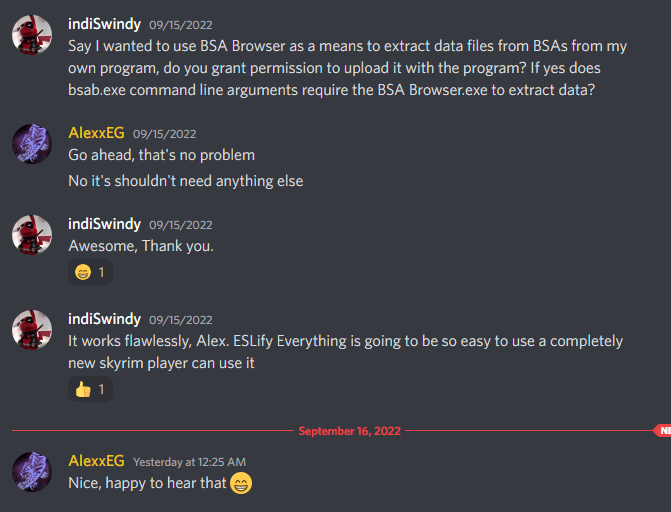 indiSwindy 09/15/2022
Say I wanted to use BSA Browser as a means to extract data files from BSAs from my
own program, do you grant permission to upload it with the program? If yes does
bsab.exe command line arguments require the BSA Browser.exe to extract data?
AlexxEG 09/15/2022
Go ahead, that's no problem
No it's shouldn't need anything else
indiSwindy 09/15/2022
Awesome, Thank you.
1
indiSwindy 09/15/2022
It works flawlessly, Alex. ESLify Everything is going to be so easy to use a completely
new skyrim player can use it
1
September 16, 2022
NE
AlexxEG Yesterday at 12:25 AM
Nice, happy to hear that